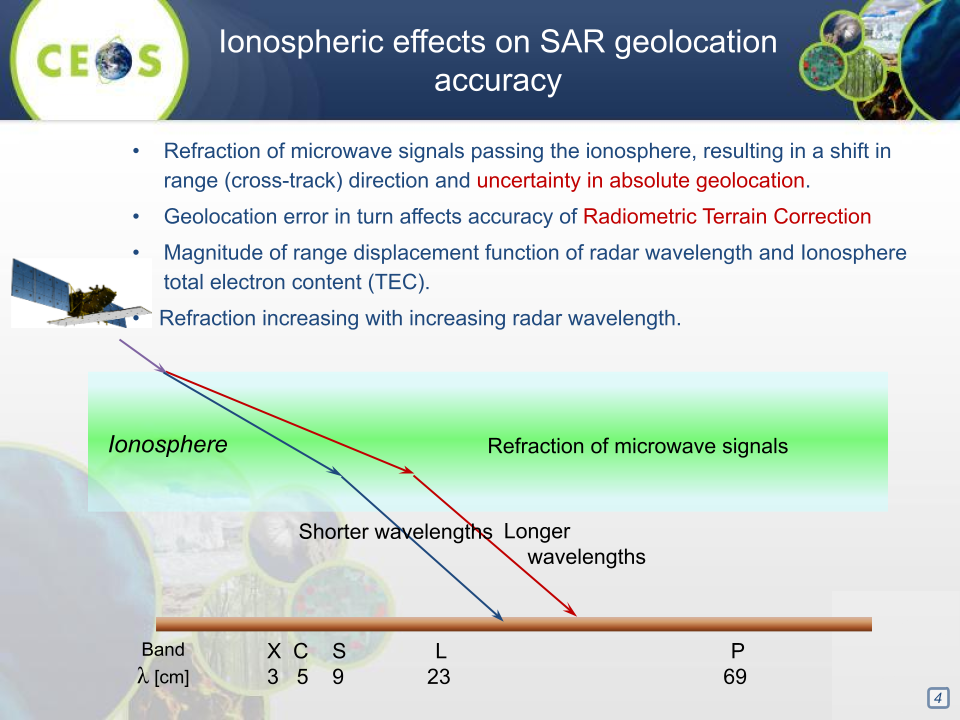 CEOS
Ionospheric effects on SAR geolocation
accuracy
• Refraction of microwave signals passing the ionosphere, resulting in a shift in
range (cross-track) direction and uncertainty in absolute geolocation.
• Geolocation error in turn affects accuracy of Radiometric Terrain Correction
• Magnitude of range displacement function of radar wavelength and Ionosphere
total electron content (TEC).
• Refraction increasing with increasing radar wavelength.
Ionosphere
Refraction of microwave signals
Shorter wavelengths
Longer
wavelengths
Band X C S L P
λ [cm] 3 5 9 23 69
4